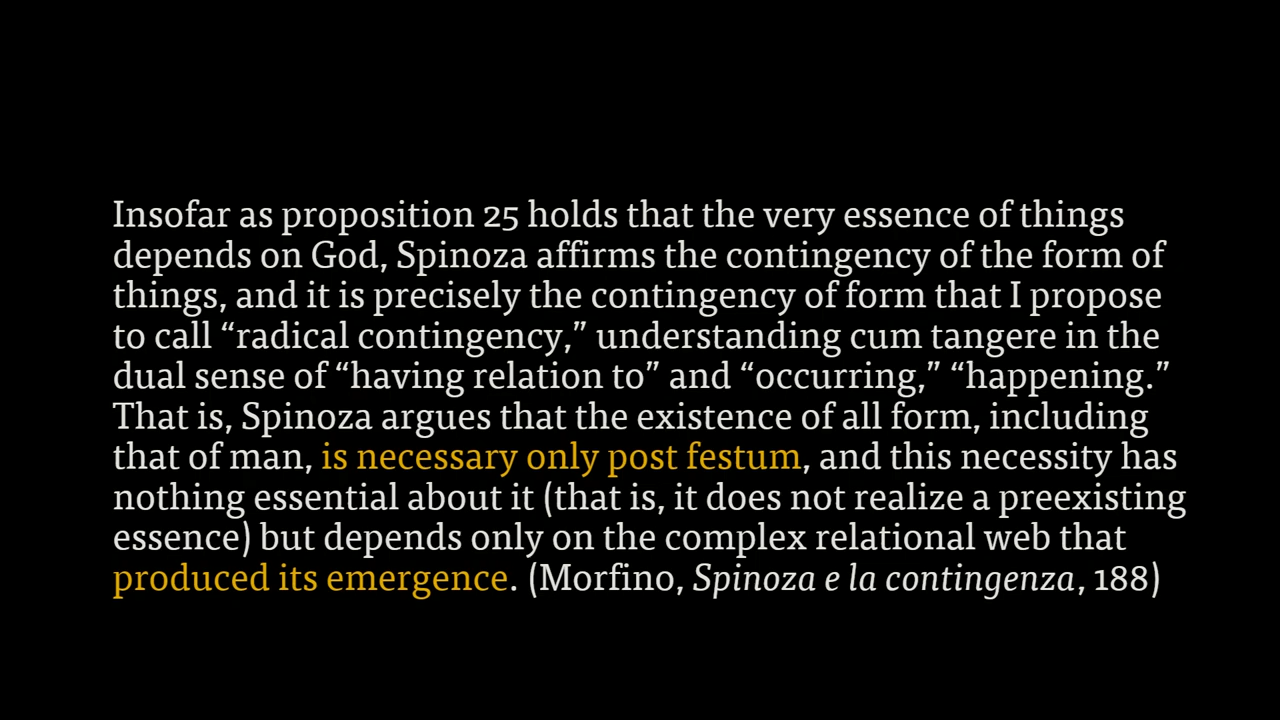 Insofar as proposition 25 holds that the very essence of things
depends on God, Spinoza affirms the contingency of the form of
things, and it is precisely the contingency of form that I propose
to call “radical contingency,” understanding cum tangere in the
dual sense of “having relation to” and “occurring,” “happening.”
That is, Spinoza argues that the existence of all form, including
that of man, is necessary only post festum, and this necessity has
nothing essential about it (that is, it does not realize a preexisting
essence) but depends only on the complex relational web that
produced its emergence. (Morfino, Spinoza e la contingenza, 188)